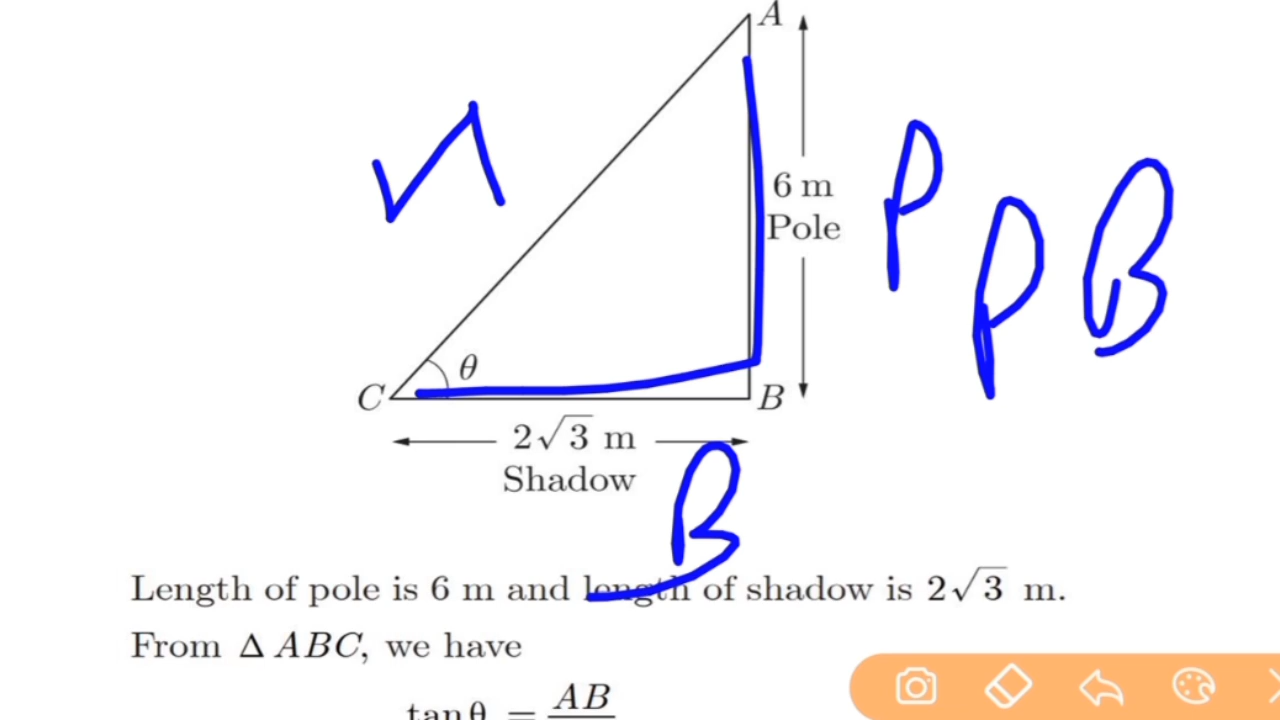 A
6 m
Pole
P
P B
θ
C
B
2√3 m
Shadow
B
Length of pole is 6 m and length of shadow is 2√3 m.
From Δ ABC, we have
tan θ = AB